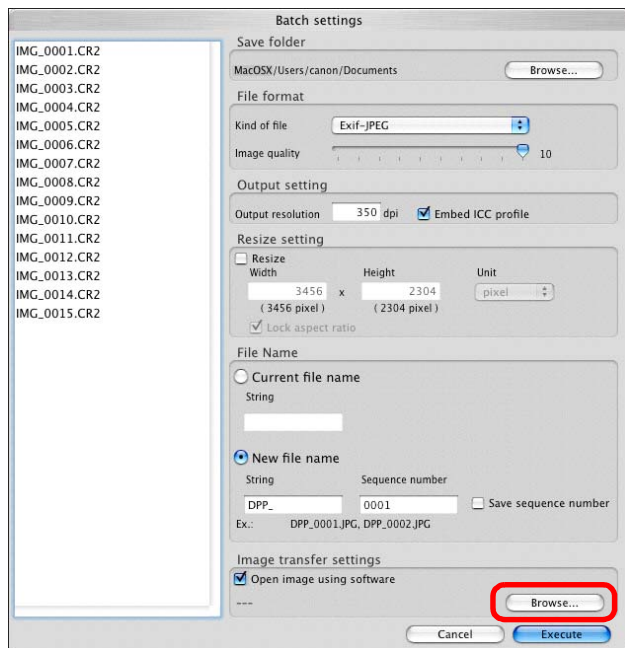 Batch settings
IMG_0001.CR2
IMG_0002.CR2
IMG_0003.CR2
IMG_0004.CR2
IMG_0005.CR2
IMG_0006.CR2
IMG_0007.CR2
IMG_0008.CR2
IMG_0009.CR2
IMG_0010.CR2
IMG_0011.CR2
IMG_0012.CR2
IMG_0013.CR2
IMG_0014.CR2
IMG_0015.CR2
Save folder
MacOSX/Users/canon/Documents Browse...
File format
Kind of file Exif-JPEG
Image quality 10
Output setting
Output resolution 350 dpi Embed ICC profile
Resize setting
Resize
Width Height Unit
3456 x 2304 pixel
( 3456 pixel ) ( 2304 pixel )
Lock aspect ratio
File Name
Current file name
String
New file name
String Sequence number
DPP_ 0001 Save sequence number
Ex.: DPP_0001.JPG, DPP_0002.JPG
Image transfer settings
Open image using software
--- Browse...
Cancel Execute